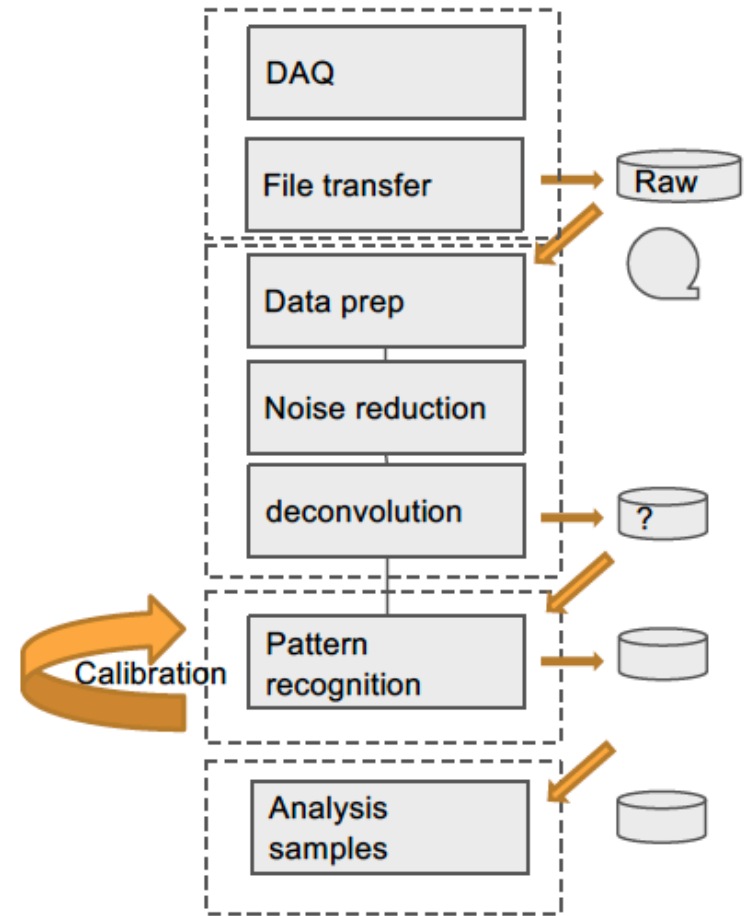 DAQ
File transfer
Raw
Data prep
Noise reduction
deconvolution
?
Pattern
recognition
Calibration
Analysis
samples